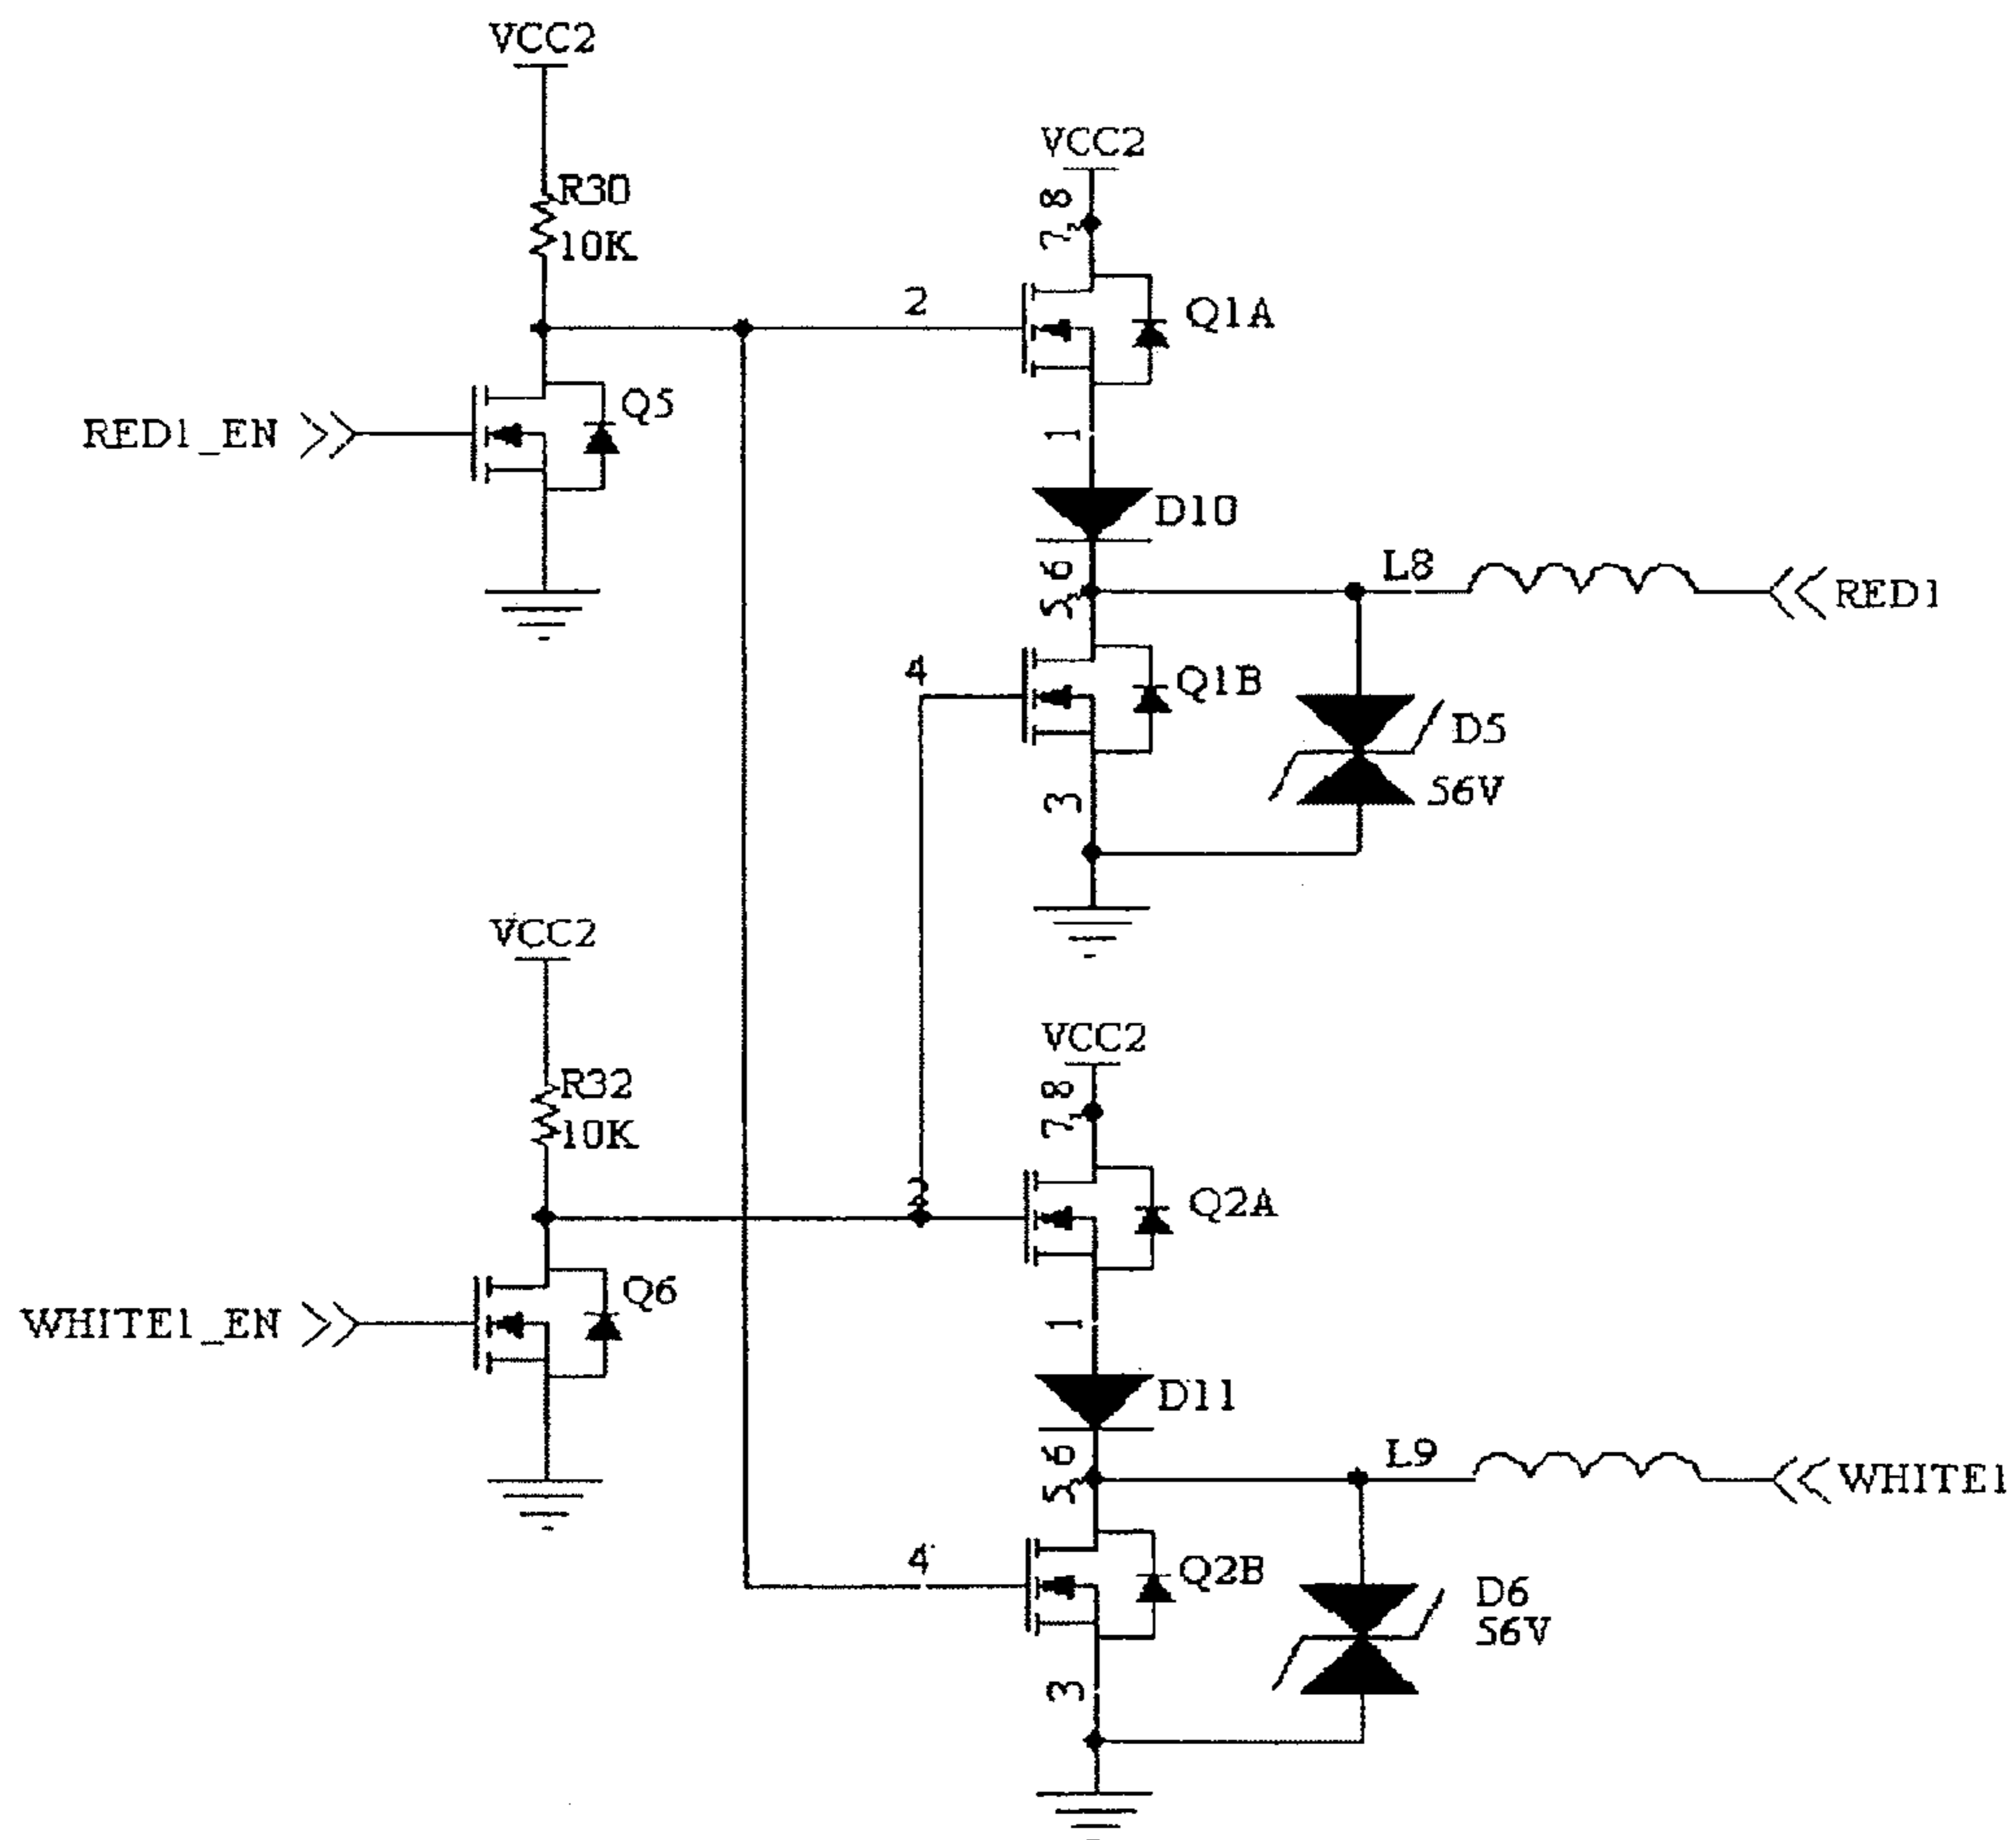 VCC2
R30
10K
VCC2
8
7
2
Q1A
Q5
RED1_EN
1
D10
6
5
L8
RED1
4
Q1B
D5
56V
3
VCC2
R32
10K
VCC2
8
7
2
Q2A
Q6
WHITE1_EN
1
D11
6
5
L9
WHITE1
4
Q2B
D6
56V
3